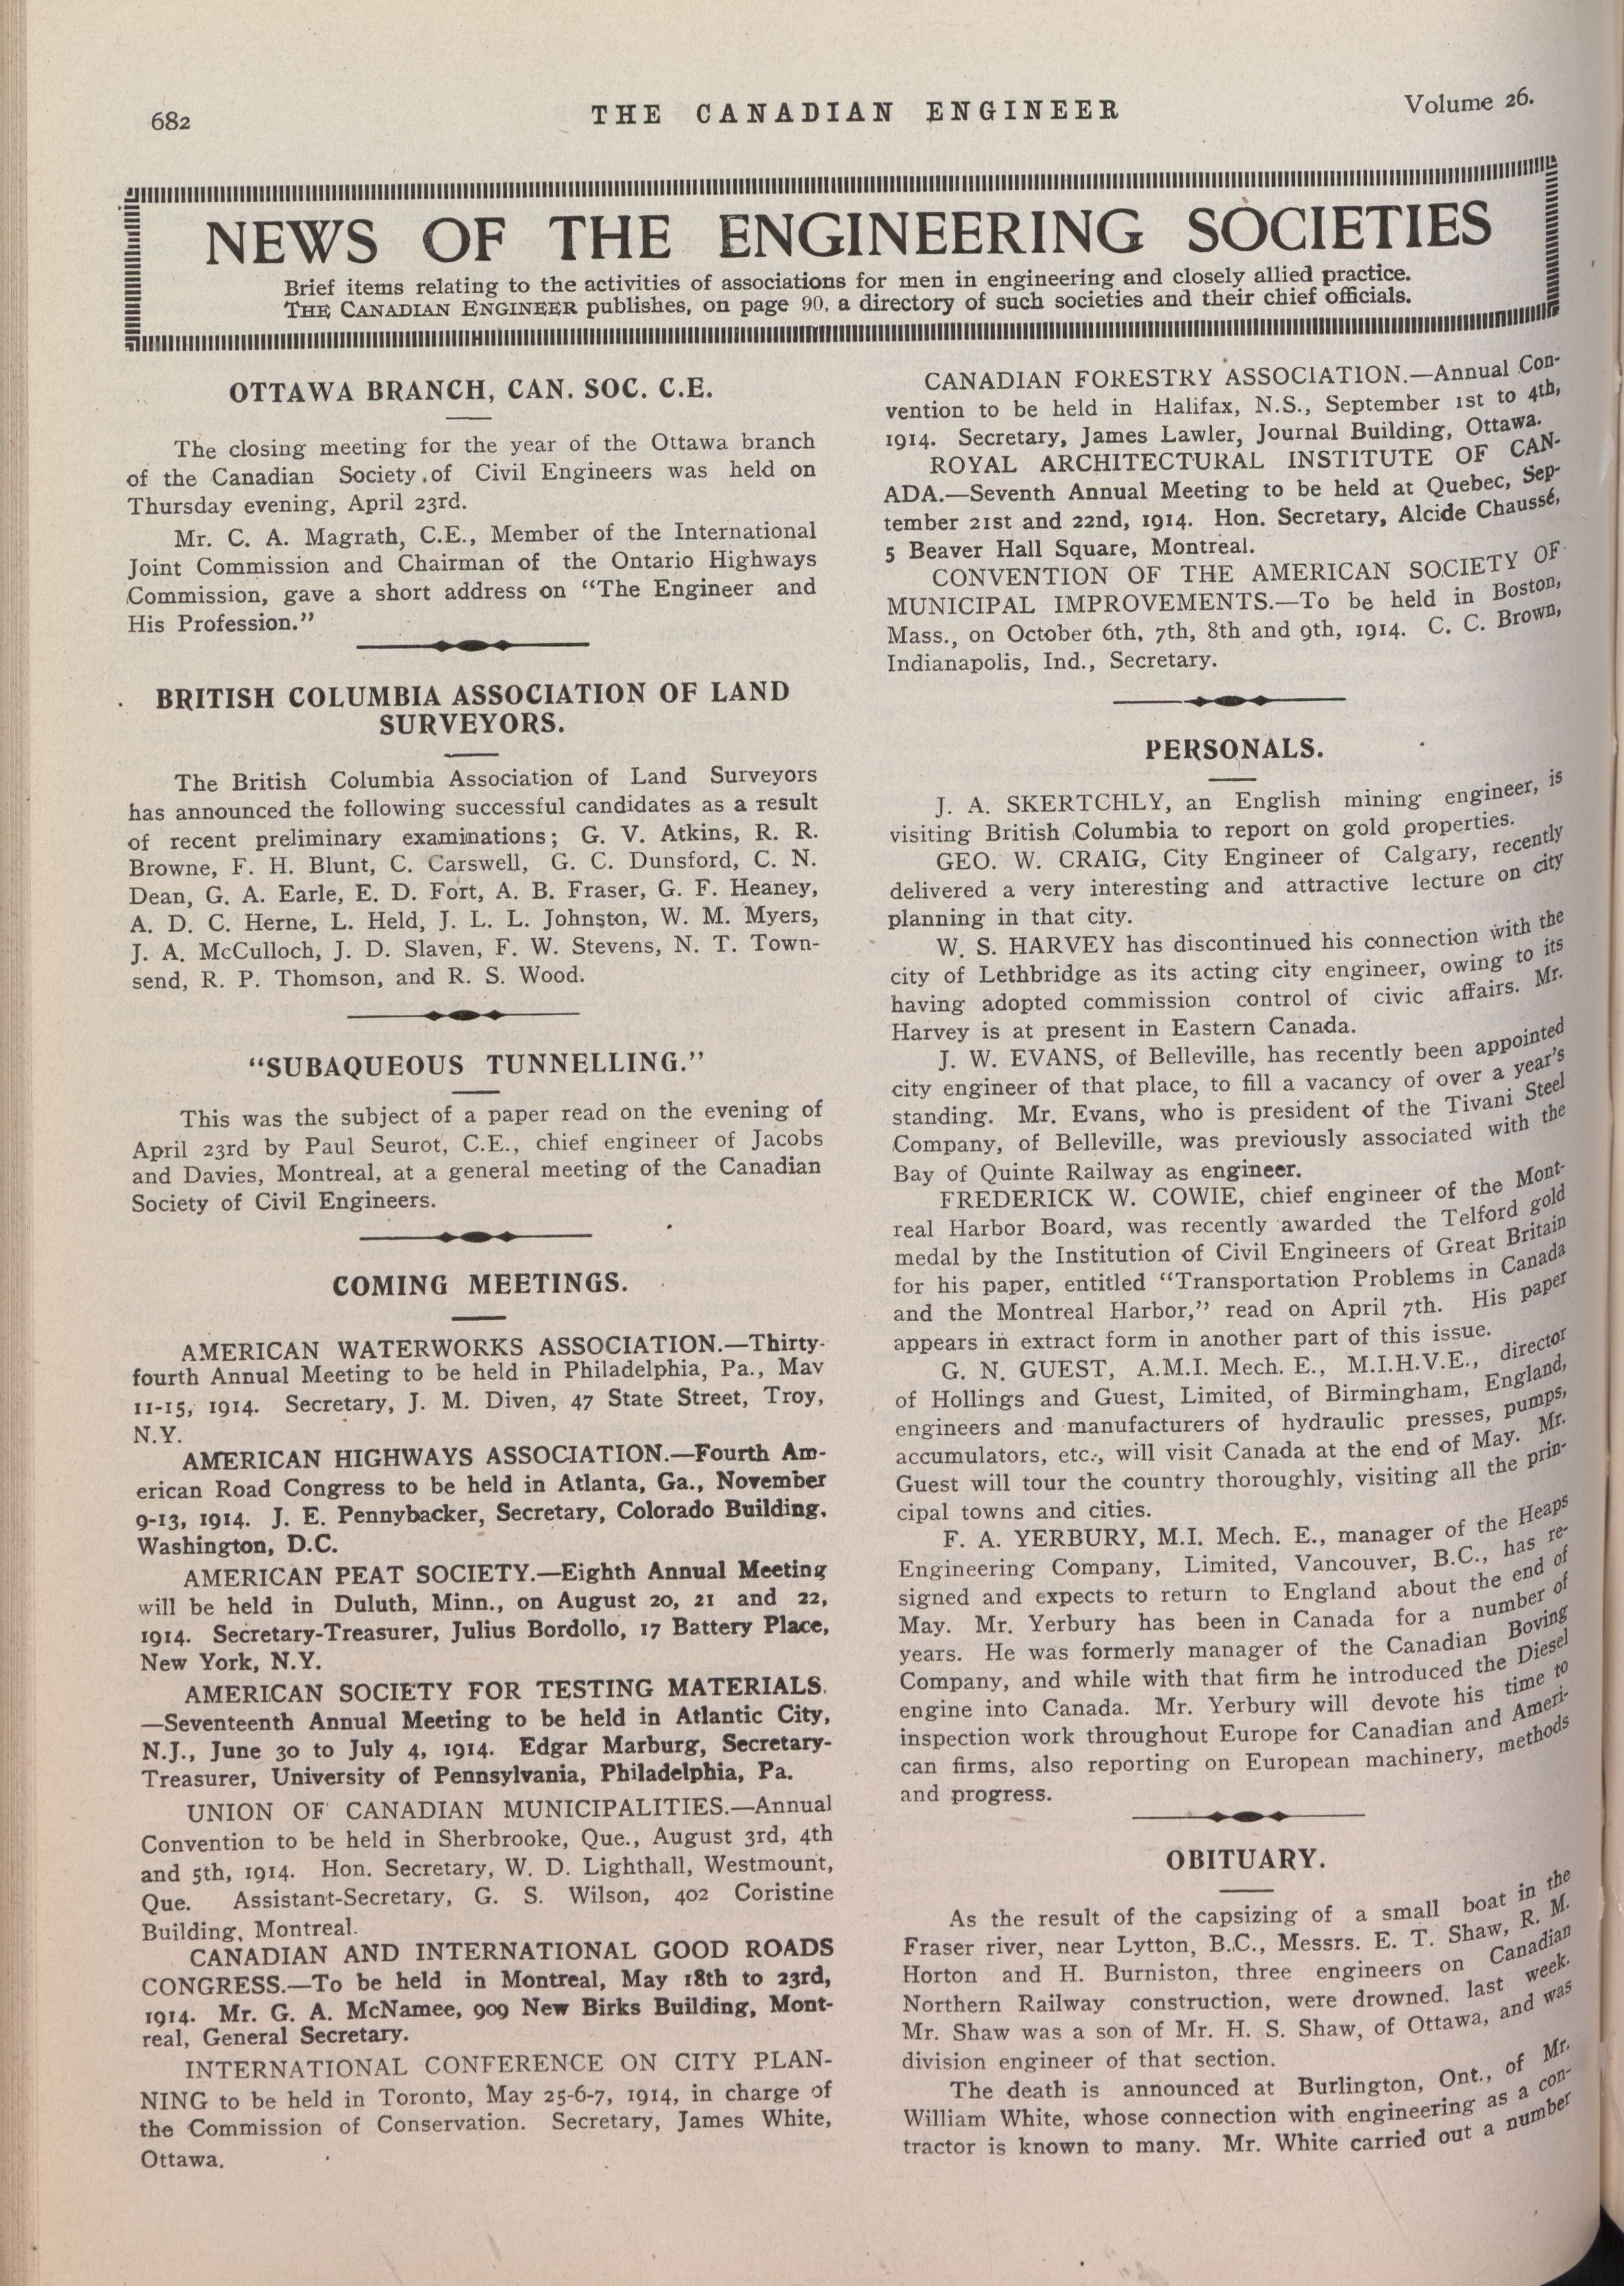 682
THE CANADIAN ENGINEER
Volume 26.
NEWS OF THE ENGINEERING SOCIETIES
Brief items relating to the activities of associations for men in engineering and closely allied practice.
THE CANADIAN ENGINEER publishes, on page 90, a directory of such societies and their chief officials.
OTTAWA BRANCH, CAN. SOC. C.E.
The closing meeting for the year of the Ottawa branch
of the Canadian Society of Civil Engineers was held on
Thursday evening, April 23rd.
Mr. C. A. Magrath, C.E., Member of the International
Joint Commission and Chairman of the Ontario Highways
Commission, gave a short address on "The Engineer and
His Profession."
BRITISH COLUMBIA ASSOCIATION OF LAND
SURVEYORS.
The British Columbia Association of Land Surveyors
has announced the following successful candidates as a result
of recent preliminary examinations; G. V. Atkins, R. R.
Browne, F. H. Blunt, C. Carswell, G. C. Dunsford, C. N.
Dean, G. A. Earle, E. D. Fort, A. B. Fraser, G. F. Heaney,
A. D. C. Herne, L. Held, J. L. L. Johnston, W. M. Myers,
J. A. McCulloch, J. D. Slaven, F. W. Stevens, N. T. Town-
send, R. P. Thomson, and R. S. Wood.
"SUBAQUEOUS TUNNELLING."
This was the subject of a paper read on the evening of
April 23rd by Paul Seurot, C.E., chief engineer of Jacobs
and Davies, Montreal, at a general meeting of the Canadian
Society of Civil Engineers.
COMING MEETINGS.
AMERICAN WATERWORKS ASSOCIATION.—Thirty-
fourth Annual Meeting to be held in Philadelphia, Pa., May
11-15, 1914. Secretary, J. M. Diven, 47 State Street, Troy,
N.Y.
AMERICAN HIGHWAYS ASSOCIATION.—Fourth Am-
erican Road Congress to be held in Atlanta, Ga., November
9-13, 1914. J. E. Pennybacker, Secretary, Colorado Building,
Washington, D.C.
AMERICAN PEAT SOCIETY.—Eighth Annual Meeting
will be held in Duluth, Minn., on August 20, 21 and 22,
1914. Secretary-Treasurer, Julius Bordollo, 17 Battery Place,
New York, N.Y.
AMERICAN SOCIETY FOR TESTING MATERIALS.
—Seventeenth Annual Meeting to be held in Atlantic City,
N.J., June 30 to July 4, 1914. Edgar Marburg, Secretary-
Treasurer, University of Pennsylvania, Philadelphia, Pa.
UNION OF CANADIAN MUNICIPALITIES.—Annual
Convention to be held in Sherbrooke, Que., August 3rd, 4th
and 5th, 1914. Hon. Secretary, W. D. Lighthall, Westmount,
Que. Assistant-Secretary, G. S. Wilson, 402 Coristine
Building, Montreal.
CANADIAN AND INTERNATIONAL GOOD ROADS
CONGRESS.—To be held in Montreal, May 18th to 23rd,
1914. Mr. G. A. McNamee, 909 New Birks Building, Mont-
real, General Secretary.
INTERNATIONAL CONFERENCE ON CITY PLAN-
NING to be held in Toronto, May 25-6-7, 1914, in charge of
the Commission of Conservation. Secretary, James White,
Ottawa.
CANADIAN FORESTRY ASSOCIATION.—Annual Con-
vention to be held in Halifax, N.S., September 1st to 4th,
1914. Secretary, James Lawler, Journal Building, Ottawa.
ROYAL ARCHITECTURAL INSTITUTE OF CAN-
ADA.—Seventh Annual Meeting to be held at Quebec, Sep-
tember 21st and 22nd, 1914. Hon. Secretary, Alcide Chaussé,
5 Beaver Hall Square, Montreal.
CONVENTION OF THE AMERICAN SOCIETY OF
MUNICIPAL IMPROVEMENTS.—To be held in Boston,
Mass., on October 6th, 7th, 8th and 9th, 1914. C. C. Brown,
Indianapolis, Ind., Secretary.
PERSONALS.
J. A. SKERTCHLY, an English mining engineer, is
visiting British Columbia to report on gold properties.
GEO. W. CRAIG, City Engineer of Calgary, recently
delivered a very interesting and attractive lecture on city
planning in that city.
W. S. HARVEY has discontinued his connection with the
city of Lethbridge as its acting city engineer, owing to its
having adopted commission control of civic affairs. Mr.
Harvey is at present in Eastern Canada.
J. W. EVANS, of Belleville, has recently been appointed
city engineer of that place, to fill a vacancy of over a year's
standing. Mr. Evans, who is president of the Tivani Steel
Company, of Belleville, was previously associated with the
Bay of Quinte Railway as engineer.
FREDERICK W. COWIE, chief engineer of the Mont-
real Harbor Board, was recently awarded the Telford gold
medal by the Institution of Civil Engineers of Great Britain
for his paper, entitled "Transportation Problems in Canada
and the Montreal Harbor," read on April 7th. His paper
appears in extract form in another part of this issue.
G. N. GUEST, A.M.I. Mech. E., M.I.H.V.E., director
of Hollings and Guest, Limited, of Birmingham, England,
engineers and manufacturers of hydraulic presses, pumps,
accumulators, etc., will visit Canada at the end of May. Mr.
Guest will tour the country thoroughly, visiting all the prin-
cipal towns and cities.
F. A. YERBURY, M.I. Mech. E., manager of the Heaps
Engineering Company, Limited, Vancouver, B.C., has re-
signed and expects to return to England about the end of
May. Mr. Yerbury has been in Canada for a number of
years. He was formerly manager of the Canadian Boving
Company, and while with that firm he introduced the Diesel
engine into Canada. Mr. Yerbury will devote his time to
inspection work throughout Europe for Canadian and Ameri-
can firms, also reporting on European machinery, methods
and progress.
OBITUARY.
As the result of the capsizing of a small boat in the
Fraser river, near Lytton, B.C., Messrs. E. T. Shaw, R. M.
Horton and H. Burniston, three engineers on Canadian
Northern Railway construction, were drowned. last week.
Mr. Shaw was a son of Mr. H. S. Shaw, of Ottawa, and was
division engineer of that section.
The death is announced at Burlington, Ont., of Mr.
William White, whose connection with engineering as a con-
tractor is known to many. Mr. White carried out a number